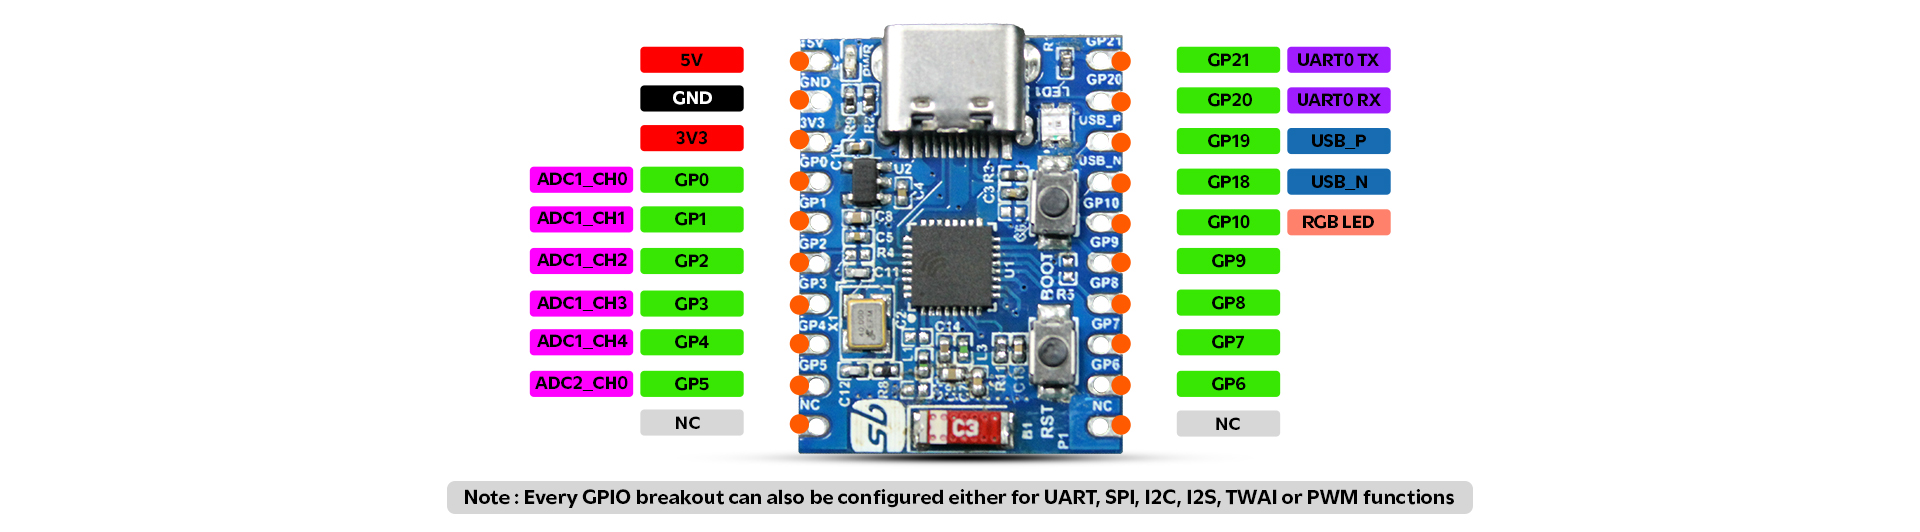 5V
GND
3V3
ADC1_CH0 GP0
ADC1_CH1 GP1
ADC1_CH2 GP2
ADC1_CH3 GP3
ADC1_CH4 GP4
ADC2_CH0 GP5
NC
5V
GND
3V3
GP0
GP1
GP2
GP3
GP4
GP5
NC
PWR
R9
R2
U2
C4
C8
C5
R4
C11
X1
C2
C14
L1
L3
C12
R8
R11
C13
C3 R3
U1
LED1
BOOT
R5
RST
B1
P1
C3
GP21
GP20
USB_P
USB_N
GP10
GP9
GP8
GP7
GP6
NC
GP21 UART0 TX
GP20 UART0 RX
GP19 USB_P
GP18 USB_N
GP10 RGB LED
GP9
GP8
GP7
GP6
NC
Note : Every GPIO breakout can also be configured either for UART, SPI, I2C, I2S, TWAI or PWM functions